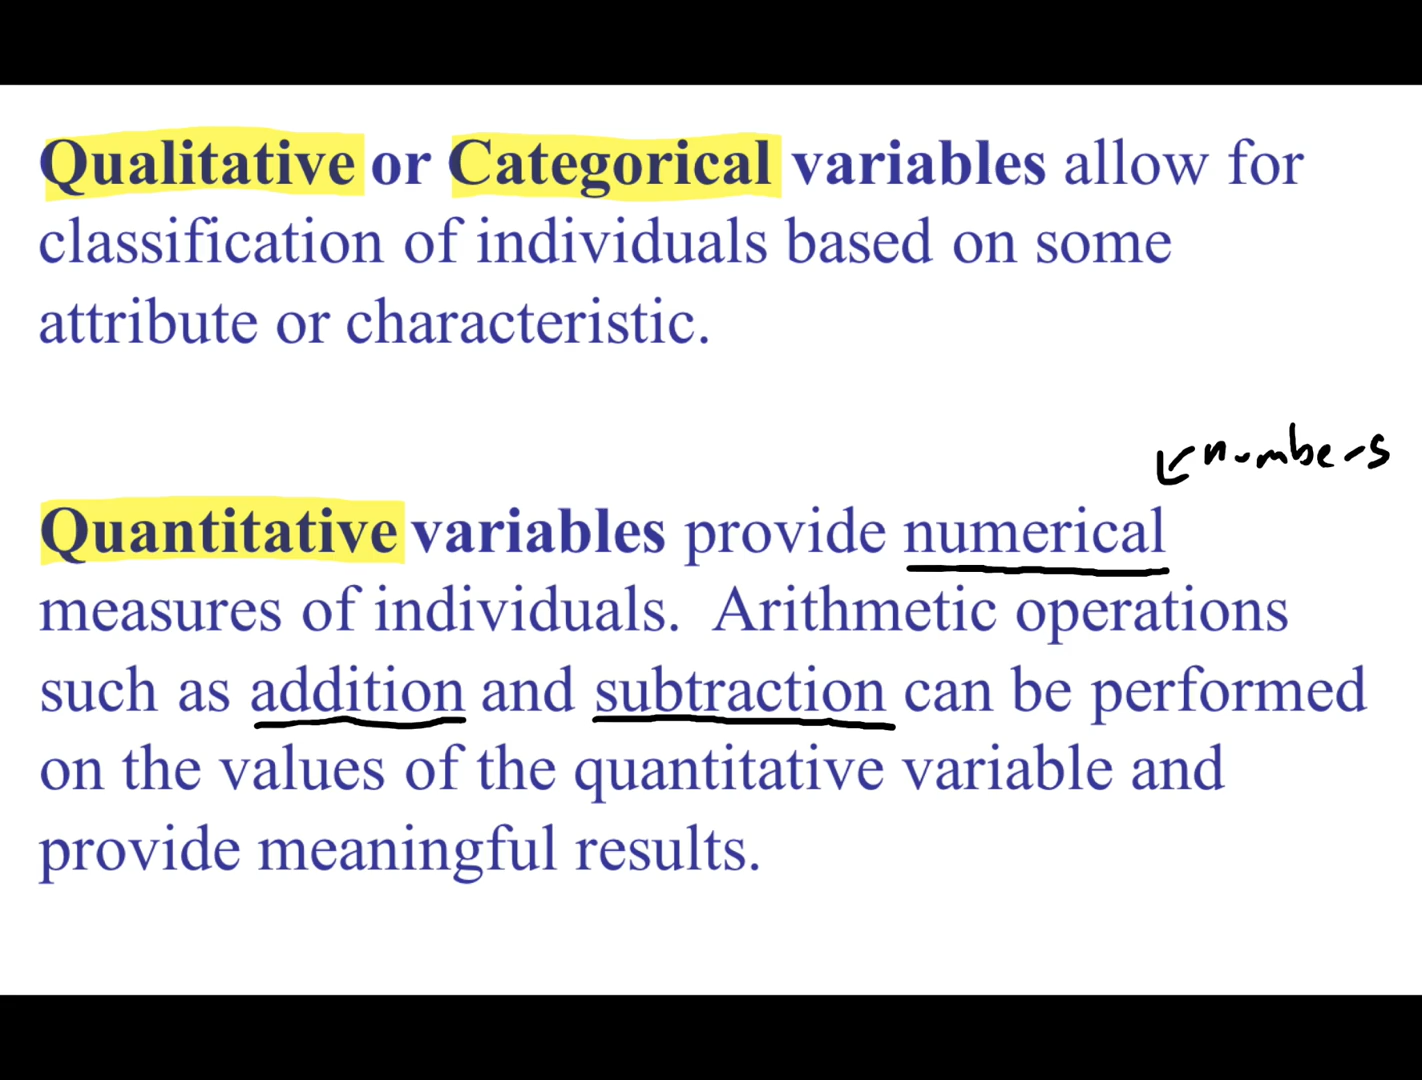 Qualitative or Categorical variables allow for
classification of individuals based on some
attribute or characteristic.
numbers
Quantitative variables provide numerical
measures of individuals. Arithmetic operations
such as addition and subtraction can be performed
on the values of the quantitative variable and
provide meaningful results.